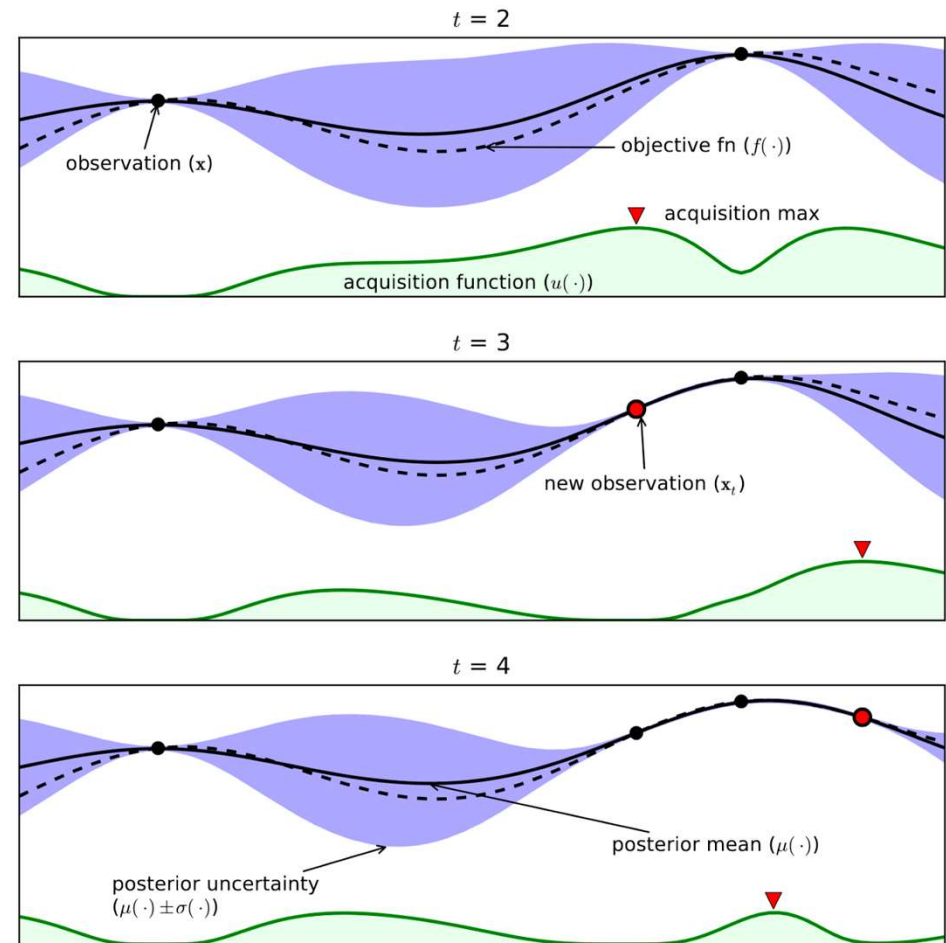 t = 2
observation (x)
objective fn (f(·))
acquisition max
acquisition function (u(·))
t = 3
new observation (xₜ)
t = 4
posterior mean (μ(·))
posterior uncertainty
(μ(·)±σ(·))